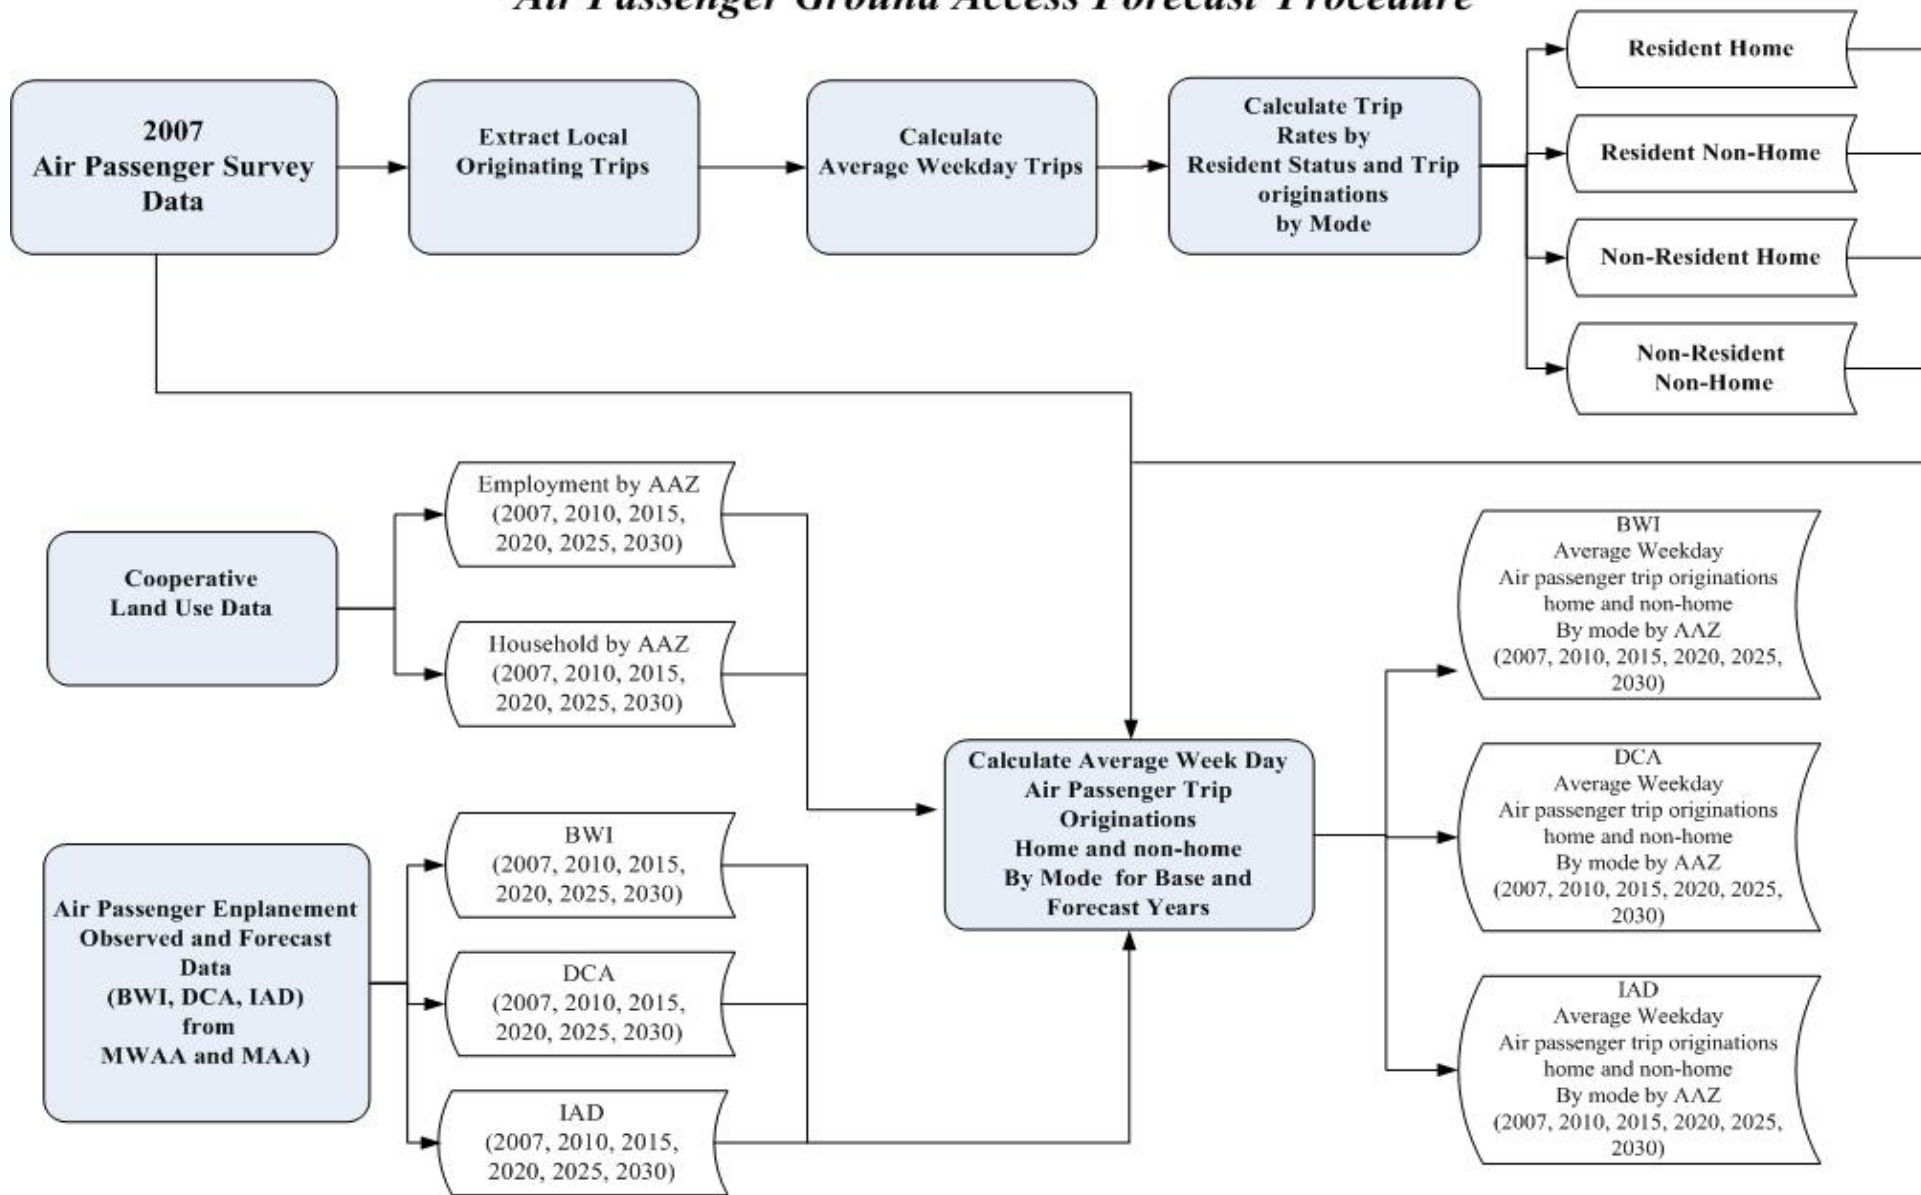 Air Passenger Ground Access Forecast Procedure
2007
Air Passenger Survey
Data
Extract Local
Originating Trips
Calculate
Average Weekday Trips
Calculate Trip
Rates by
Resident Status and Trip
originations
by Mode
Resident Home
Resident Non-Home
Non-Resident Home
Non-Resident
Non-Home
Cooperative
Land Use Data
Employment by AAZ
(2007, 2010, 2015,
2020, 2025, 2030)
Household by AAZ
(2007, 2010, 2015,
2020, 2025, 2030)
Air Passenger Enplanement
Observed and Forecast
Data
(BWI, DCA, IAD)
from
MWAA and MAA)
BWI
(2007, 2010, 2015,
2020, 2025, 2030)
DCA
(2007, 2010, 2015,
2020, 2025, 2030)
IAD
(2007, 2010, 2015,
2020, 2025, 2030)
Calculate Average Week Day
Air Passenger Trip
Originations
Home and non-home
By Mode for Base and
Forecast Years
BWI
Average Weekday
Air passenger trip originations
home and non-home
By mode by AAZ
(2007, 2010, 2015, 2020, 2025,
2030)
DCA
Average Weekday
Air passenger trip originations
home and non-home
By mode by AAZ
(2007, 2010, 2015, 2020, 2025,
2030)
IAD
Average Weekday
Air passenger trip originations
home and non-home
By mode by AAZ
(2007, 2010, 2015, 2020, 2025,
2030)